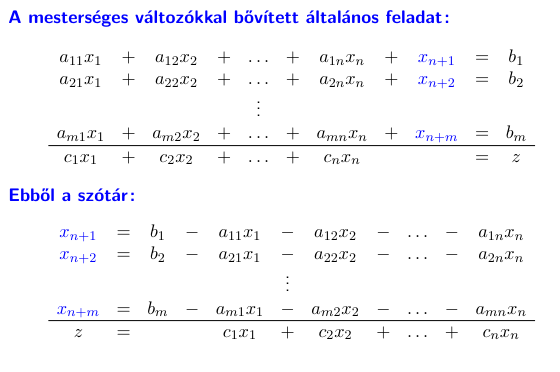 A mesterséges változókkal bővített általános feladat:
a₁₁x₁ + a₁₂x₂ + … + a₁ₙxₙ + xₙ₊₁ = b₁
a₂₁x₁ + a₂₂x₂ + … + a₂ₙxₙ + xₙ₊₂ = b₂
⋮
aₘ₁x₁ + aₘ₂x₂ + … + aₘₙxₙ + xₙ₊ₘ = bₘ
c₁x₁ + c₂x₂ + … + cₙxₙ = z
Ebből a szótár:
xₙ₊₁ = b₁ − a₁₁x₁ − a₁₂x₂ − … − a₁ₙxₙ
xₙ₊₂ = b₂ − a₂₁x₁ − a₂₂x₂ − … − a₂ₙxₙ
⋮
xₙ₊ₘ = bₘ − aₘ₁x₁ − aₘ₂x₂ − … − aₘₙxₙ
z = c₁x₁ + c₂x₂ + … + cₙxₙ